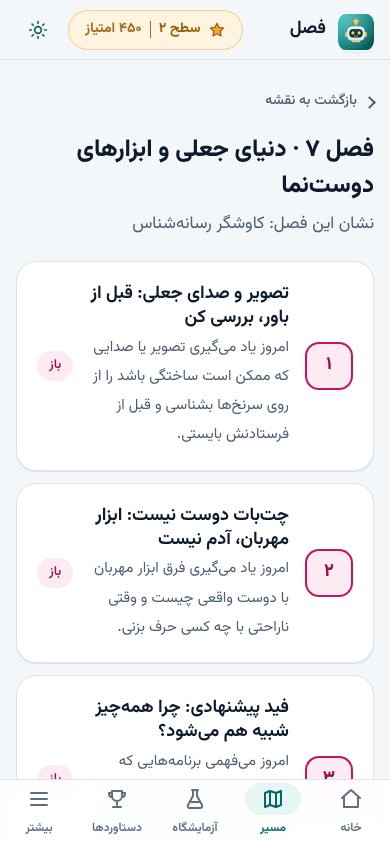 فصل
سطح ۲ | ۴۵۰ امتیاز
بازگشت به نقشه
فصل ۷ · دنیای جعلی و ابزارهای
دوست‌نما
نشان این فصل: کاوشگر رسانه‌شناس
تصویر و صدای جعلی: قبل از
باور، بررسی کن
۱
امروز یاد می‌گیری تصویر یا صدایی
که ممکن است ساختگی باشد را از
روی سرنخ‌ها بشناسی و قبل از
فرستادنش بایستی.
باز
چت‌بات دوست نیست: ابزار
مهربان، آدم نیست
۲
امروز یاد می‌گیری فرق ابزار مهربان
با دوست واقعی چیست و وقتی
ناراحتی با چه کسی حرف بزنی.
باز
فید پیشنهادی: چرا همه‌چیز
شبیه هم می‌شود؟
۳
امروز می‌فهمی برنامه‌هایی که
باز
خانه
مسیر
آزمایشگاه
دستاوردها
بیشتر